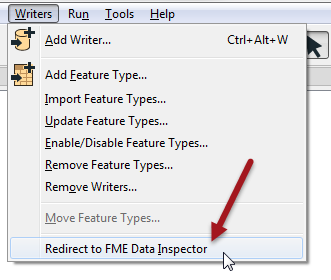 Writers Run Tools Help
Add Writer... Ctrl+Alt+W
Add Feature Type...
Import Feature Types...
Update Feature Types...
Enable/Disable Feature Types...
Remove Feature Types...
Remove Writers...
Move Feature Types...
Redirect to FME Data Inspector